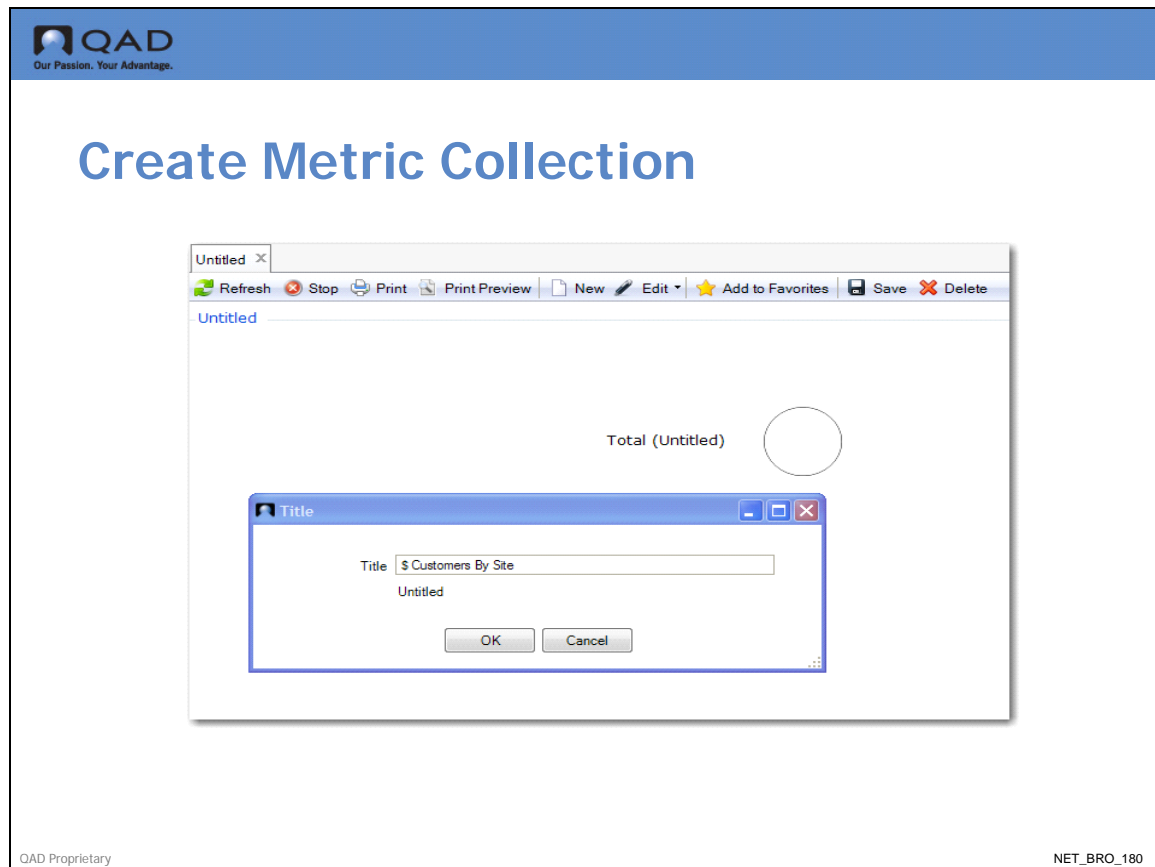 QAD
Our Passion. Your Advantage.
Create Metric Collection
Untitled
Refresh Stop Print Print Preview New Edit Add to Favorites Save Delete
Untitled
Total (Untitled)
Title
Title $ Customers By Site
Untitled
OK Cancel
QAD Proprietary NET_BRO_180